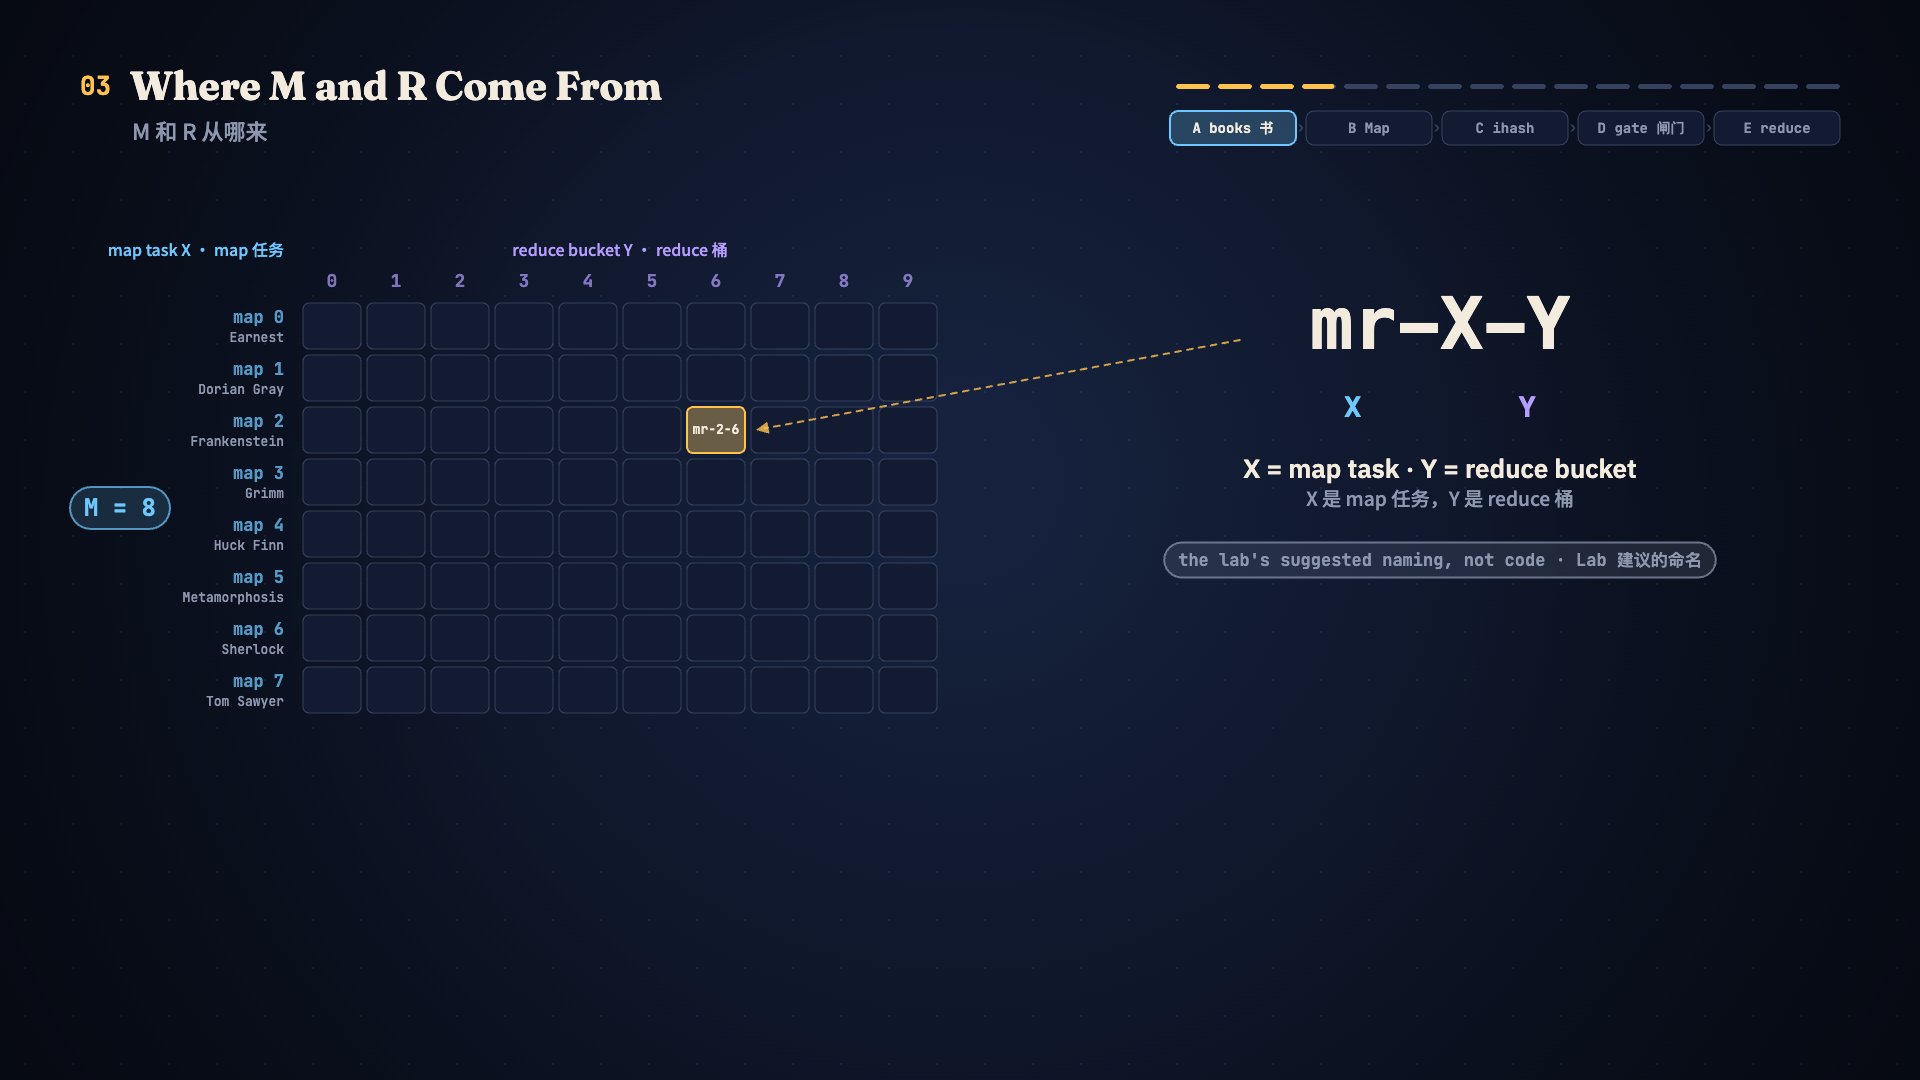 03 Where M and R Come From
M 和 R 从哪来
A books 书 › B Map › C ihash › D gate 闸门 › E reduce
map task X · map 任务
reduce bucket Y · reduce 桶
0 1 2 3 4 5 6 7 8 9
map 0
Earnest
map 1
Dorian Gray
map 2
Frankenstein
mr-2-6
map 3
Grimm
M = 8
map 4
Huck Finn
map 5
Metamorphosis
map 6
Sherlock
map 7
Tom Sawyer
mr-X-Y
X Y
X = map task · Y = reduce bucket
X 是 map 任务，Y 是 reduce 桶
the lab's suggested naming, not code · Lab 建议的命名